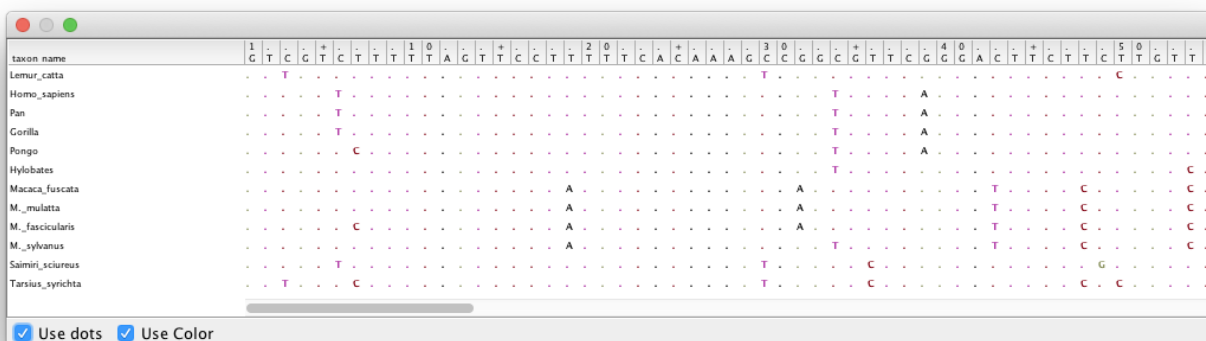 1 . . . + . . . . 1 0 . . . + . . . . 2 0 . . . + . . . . 3 0 . . . + . . . . 4 0 . . . + . . . . 5 0 . . .
taxon name G T C G T C T T T T T A G T T C C T T T T T C A C A A A G C C G G C G T T C G G G A C T C T T T C T T G T T
Lemur_catta . . T . . . . . . . . . . . . . . . . . . . . . . . . . . T . . . . . . . . . . . . . . . . . . . C . . . .
Homo_sapiens . . . . . T . . . . . . . . . . . . . . . . . . . . . . . . . . . T . . . . A . . . . . . . . . . . . . . .
Pan . . . . . T . . . . . . . . . . . . . . . . . . . . . . . . . . . T . . . . A . . . . . . . . . . . . . . .
Gorilla . . . . . T . . . . . . . . . . . . . . . . . . . . . . . . . . . T . . . . A . . . . . . . . . . . . . . .
Pongo . . . . . . C . . . . . . . . . . . . . . . . . . . . . . . . . . T . . . . A . . . . . . . . . . . . . . .
Hylobates . . . . . . . . . . . . . . . . . . . . . . . . . . . . . . . . . T . . . . . . . . . . . . . . . . . . . C
Macaca_fuscata . . . . . . . . . . . . . . . . . . A . . . . . . . . . . . . A . . . . . . . . . . T . . . . C . . . . . C
M._mulatta . . . . . . . . . . . . . . . . . . A . . . . . . . . . . . . A . . . . . . . . . . T . . . . C . . . . . C
M._fascicularis . . . . . . C . . . . . . . . . . . A . . . . . . . . . . . . A . . . . . . . . . . T . . . . C . . . . . C
M._sylvanus . . . . . . . . . . . . . . . . . . A . . . . . . . . . . . . . . T . . . . . . . . T . . . . C . . . . . C
Saimiri_sciureus . . . . . T . . . . . . . . . . . . . . . . . . . . . . . T . . . . . C . . . . . . . . . . . . G . . . . .
Tarsius_syrichta . . T . . . C . . . . . . . . . . . . . . . . . . . . . . T . . . . . C . . . . . . . . . . . C . C . . . .
Use dots Use Color